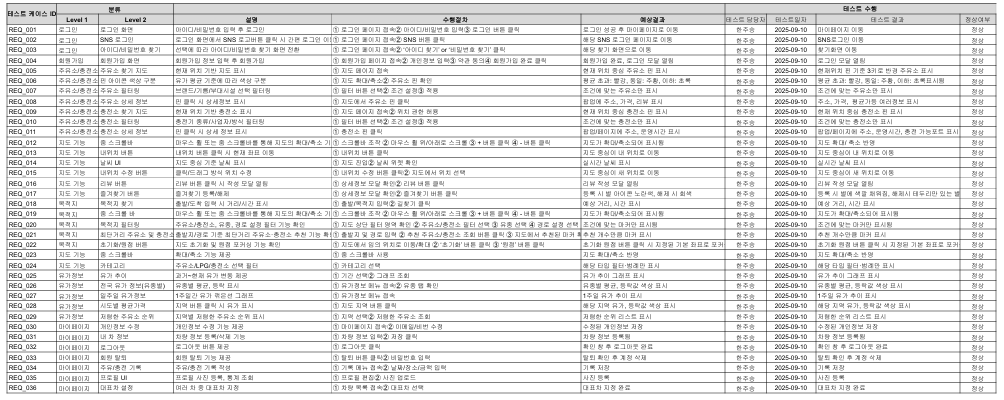 테스트 케이스 ID 분류 테스트 수행
Level 1 Level 2 설명 수행절차 예상결과 테스트 담당자 테스트일자 테스트 결과 정상여부
REQ_001 로그인 로그인 화면 아이디/비밀번호 입력 후 로그인 ① 로그인 페이지 접속② 아이디/비밀번호 입력③ 로그인 버튼 클릭 로그인 성공 후 마이페이지로 이동 한주승 2025-09-10 마이페이지 이동 정상
REQ_002 로그인 SNS 로그인 로그인 화면에서 SNS 로고버튼 클릭 시 간편 로그인 이 ① 로그인 페이지 접속② SNS 로그인 버튼 클릭 해당 SNS 로그인 페이지로 이동 한주승 2025-09-10 SNS로그인 이동 정상
REQ_003 로그인 아이디/비밀번호 찾기 선택에 따라 아이디/비밀번호 찾기 화면 전환 ① 로그인 페이지 접속② '아이디 찾기' or '비밀번호 찾기' 클릭 해당 찾기 화면으로 이동 한주승 2025-09-10 찾기화면 이동 정상
REQ_004 회원가입 회원가입 화면 회원가입 정보 입력 후 회원가입 ① 회원가입 페이지 접속② 개인정보 입력③ 약관 동의④ 회원가입 완료 클릭 회원가입 완료, 로그인 모달 열림 한주승 2025-09-10 로그인 모달 열림 정상
REQ_005 주유소/충전소 주유소 찾기 지도 현재 위치 기반 지도 표시 ① 지도 페이지 접속 현재 위치 중심 주유소 핀 표시 한주승 2025-09-10 현재위치 핀 기준 3키로 반경 주유소 표시 정상
REQ_006 주유소/충전소 핀 아이콘 색상 구분 유가 평균 기준에 따라 색상 구분 ① 지도 확대/축소② 주유소 핀 확인 평균 초과: 빨강, 동일: 주황, 이하: 초록 한주승 2025-09-10 평균 초과: 빨강, 동일: 주황, 이하: 초록표시됨 정상
REQ_007 주유소/충전소 주유소 필터링 브랜드/기름/부대시설 선택 필터링 ① 필터 버튼 선택② 조건 설정③ 적용 조건에 맞는 주유소만 표시 한주승 2025-09-10 조건에 맞는 주유소만 표시 정상
REQ_008 주유소/충전소 주유소 상세 정보 핀 클릭 시 상세정보 표시 ① 지도에서 주유소 핀 클릭 팝업에 주소, 가격, 리뷰 표시 한주승 2025-09-10 주소, 가격, 평균가등 여러정보 표시 정상
REQ_009 주유소/충전소 충전소 찾기 지도 현재 위치 기반 충전소 표시 ① 지도 페이지 접속② 위치 권한 허용 현재 위치 중심 충전소 핀 표시 한주승 2025-09-10 현재 위치 중심 충전소 핀 표시 정상
REQ_010 주유소/충전소 충전소 필터링 충전기 종류/사업자/방식 필터링 ① 필터 버튼 선택② 조건 설정③ 적용 조건에 맞는 충전소만 표시 한주승 2025-09-10 조건에 맞는 충전소만 표시 정상
REQ_011 주유소/충전소 충전소 상세 정보 핀 클릭 시 상세 정보 표시 ① 충전소 핀 클릭 팝업/페이지에 주소, 운영시간 표시 한주승 2025-09-10 팝업/페이지에 주소, 운영시간, 충전 가능포트 표시 정상
REQ_012 지도 기능 줌 스크롤바 마우스 휠 또는 줌 스크롤바를 통해 지도의 확대/축소 기 ① 스크롤바 조작 ② 마우스 휠 위/아래로 스크롤 ③ + 버튼 클릭 ④ - 버튼 클릭 지도가 확대/축소되어 표시됨 한주승 2025-09-10 지도 확대/축소 반영 정상
REQ_013 지도 기능 내위치 버튼 내위치 버튼 클릭 시 현재 좌표 이동 ① 내위치 버튼 클릭 지도 중심이 내 위치로 이동 한주승 2025-09-10 지도 중심이 내 위치로 이동 정상
REQ_014 지도 기능 날씨 UI 지도 중심 기준 날씨 표시 ① 지도 진입② 날씨 위젯 확인 실시간 날씨 표시 한주승 2025-09-10 실시간 날씨 표시 정상
REQ_015 지도 기능 내위치 수정 버튼 클릭/드래그 방식 위치 수정 ① 내위치 수정 버튼 클릭② 지도에서 위치 선택 지도 중심이 새 위치로 이동 한주승 2025-09-10 지도 중심이 새 위치로 이동 정상
REQ_016 지도 기능 리뷰 버튼 리뷰 버튼 클릭 시 작성 모달 열림 ① 상세정보 모달 확인② 리뷰 버튼 클릭 리뷰 작성 모달 열림 한주승 2025-09-10 리뷰 작성 모달 열림 정상
REQ_017 지도 기능 즐겨찾기 버튼 즐겨찾기 등록/해제 ① 상세정보 모달 확인② 즐겨찾기 버튼 클릭 등록 시 별 아이콘 노란색, 해제 시 회색 한주승 2025-09-10 등록 시 별에 색깔 채워짐, 해제시 테두리만 있는 별 정상
REQ_018 목적지 목적지 찾기 출발/도착 입력 시 거리/시간 표시 ① 출발/목적지 입력② 길찾기 클릭 예상 거리, 시간 표시 한주승 2025-09-10 예상 거리, 시간 표시 정상
REQ_019 목적지 줌 스크롤 바 마우스 휠 또는 줌 스크롤바를 통해 지도의 확대/축소 기 ① 스크롤바 조작 ② 마우스 휠 위/아래로 스크롤 ③ + 버튼 클릭 ④ - 버튼 클릭 지도가 확대/축소되어 표시됨 한주승 2025-09-10 지도가 확대/축소되어 표시됨 정상
REQ_020 목적지 목적지 필터링 주유소/충전소, 유종, 경로 설정 필터 기능 확인 ① 지도 상단 필터 영역 확인 ② 주유소/충전소 필터 선택 ③ 유종 선택 ④ 경로 설정 선택 조건에 맞는 마커만 표시됨 한주승 2025-09-10 조건에 맞는 마커만 표시됨 정상
REQ_021 목적지 최단거리 주유소 및 충전소 출발지/경로 기준 최단거리 주유소·충전소 추천 기능 확인 ① 출발지 및 경로 입력 ② 추천 주유소/충전소 조회 버튼 클릭 ③ 지도에서 추천된 마커 확 추천 개수만큼 마커 표시 한주승 2025-09-10 추천 개수만큼 마커 표시 정상
REQ_022 목적지 초기화/원점 버튼 지도 초기화 및 원점 포커싱 기능 확인 ① 지도에서 임의 위치로 이동/확대 ② '초기화' 버튼 클릭 ③ '원점' 버튼 클릭 초기화 원점 버튼 클릭 시 지정된 기본 좌표로 포커 한주승 2025-09-10 초기화 원점 버튼 클릭 시 지정된 기본 좌표로 포커 정상
REQ_023 지도 기능 줌 스크롤바 확대/축소 기능 제공 ① 줌 스크롤바 사용 지도 확대/축소 반영 한주승 2025-09-10 지도 확대/축소 반영 정상
REQ_024 지도 기능 카테고리 주유소/LPG/충전소 선택 필터 ① 카테고리 선택 해당 타입 필터·범례만 표시 한주승 2025-09-10 해당 타입 필터·범례만 표시 정상
REQ_025 유가정보 유가 추이 과거~현재 유가 변동 제공 ① 기간 선택② 그래프 조회 유가 추이 그래프 표시 한주승 2025-09-10 유가 추이 그래프 표시 정상
REQ_026 유가정보 전국 유가 정보(유종별) 유종별 평균, 등락 표시 ① 유가정보 메뉴 접속② 유종 탭 확인 유종별 평균, 등락값 색상 표시 한주승 2025-09-10 유종별 평균, 등락값 색상 표시 정상
REQ_027 유가정보 일주일 유가정보 1주일간 유가 꺾은선 그래프 ① 유가정보 메뉴 접속 1주일 유가 추이 표시 한주승 2025-09-10 1주일 유가 추이 표시 정상
REQ_028 유가정보 시도별 평균가격 지역 버튼 클릭 시 유가 표시 ① 지도 지역 버튼 클릭 해당 지역 유가, 등락값 색상 표시 한주승 2025-09-10 해당 지역 유가, 등락값 색상 표시 정상
REQ_029 유가정보 저렴한 주유소 순위 지역별 저렴한 주유소 순위 표시 ① 지역 선택② 저렴한 주유소 조회 저렴한 순위 리스트 표시 한주승 2025-09-10 저렴한 순위 리스트 표시 정상
REQ_030 마이페이지 개인정보 수정 개인정보 수정 기능 제공 ① 마이페이지 접속② 이메일/비번 수정 수정된 개인정보 저장 한주승 2025-09-10 수정된 개인정보 저장 정상
REQ_031 마이페이지 내 차 정보 차량 정보 등록/삭제 기능 ① 차량 정보 입력② 저장 클릭 차량 정보 등록됨 한주승 2025-09-10 차량 정보 등록됨 정상
REQ_032 마이페이지 로그아웃 로그아웃 버튼 제공 ① 로그아웃 클릭 확인 창 후 로그아웃 완료 한주승 2025-09-10 확인 창 후 로그아웃 완료 정상
REQ_033 마이페이지 회원 탈퇴 회원 탈퇴 기능 제공 ① 탈퇴 버튼 클릭② 비밀번호 입력 탈퇴 확인 후 계정 삭제 한주승 2025-09-10 탈퇴 확인 후 계정 삭제 정상
REQ_034 마이페이지 주유/충전 기록 주유/충전 기록 작성 ① 기록 메뉴 접속② 날짜/장소/금액 입력 기록 저장 한주승 2025-09-10 기록 저장 정상
REQ_035 마이페이지 프로필 UI 프로필 사진 등록, 통계 조회 ① 프로필 편집② 사진 업로드 사진 등록 한주승 2025-09-10 사진 등록 정상
REQ_036 마이페이지 대표차 설정 여러 차 중 대표차 지정 ① 차량 목록 접속② 대표차 선택 대표차 지정 완료 한주승 2025-09-10 대표차 지정 완료 정상